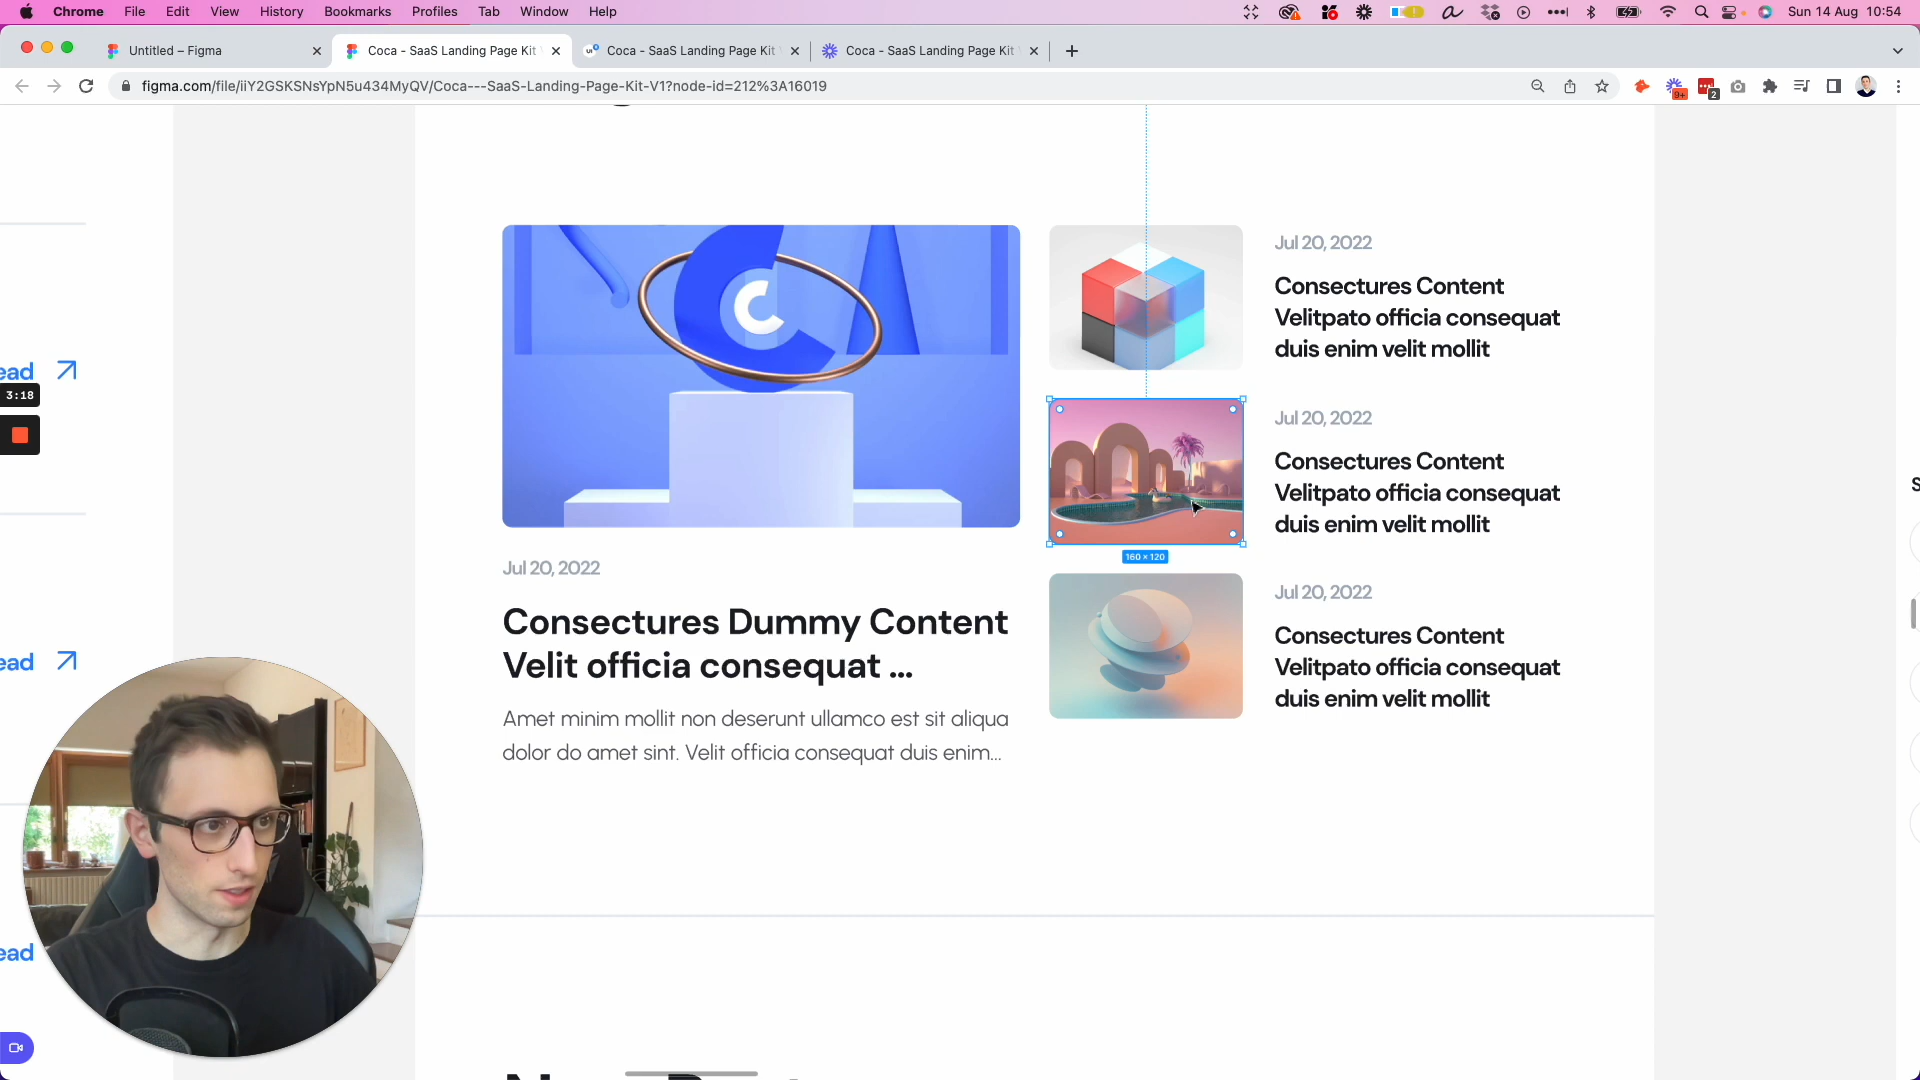 Chrome File Edit View History Bookmarks Profiles Tab Window Help
Sun 14 Aug 10:54
Untitled – Figma
Coca - SaaS Landing Page Kit
Coca - SaaS Landing Page Kit
Coca - SaaS Landing Page Kit
figma.com/file/iiY2GSKSNsYpN5u434MyQV/Coca---SaaS-Landing-Page-Kit-V1?node-id=212%3A16019
9+
2
Jul 20, 2022
Consectures Content
Velitpato officia consequat
duis enim velit mollit
ead
3:18
Jul 20, 2022
Consectures Content
Velitpato officia consequat
duis enim velit mollit
160 × 120
Jul 20, 2022
Consectures Dummy Content
Velit officia consequat ...
Amet minim mollit non deserunt ullamco est sit aliqua
dolor do amet sint. Velit officia consequat duis enim...
Jul 20, 2022
Consectures Content
Velitpato officia consequat
duis enim velit mollit
ead
ead